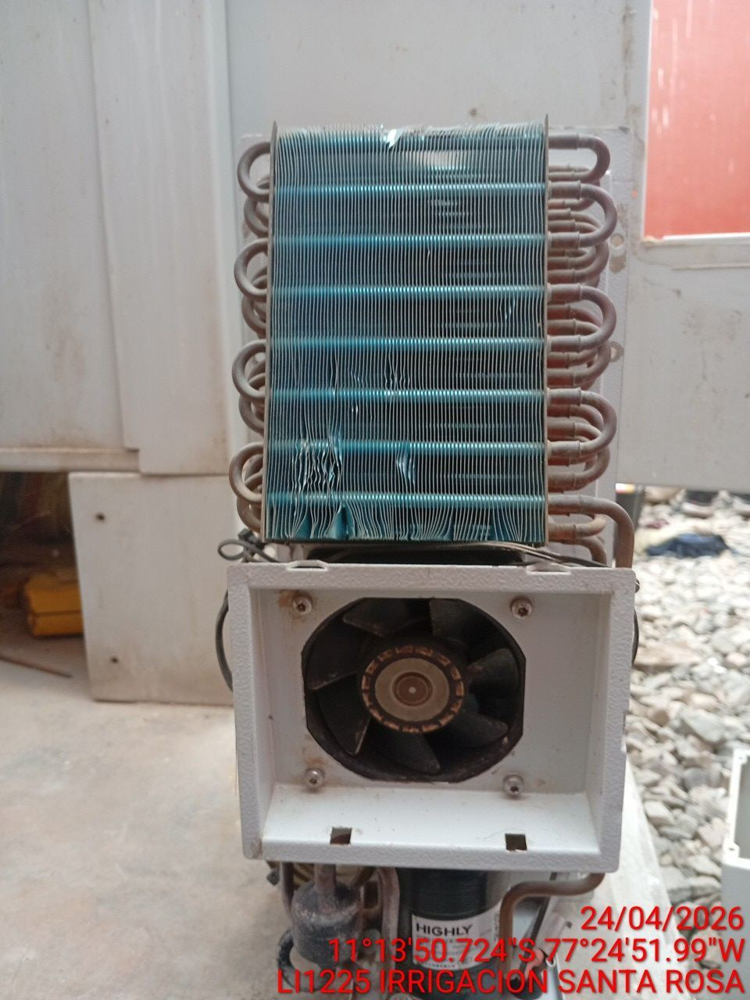 HIGHLY
24/04/2026
11°13'50.724"S 77°24'51.99"W
LI1225 IRRIGACION SANTA ROSA